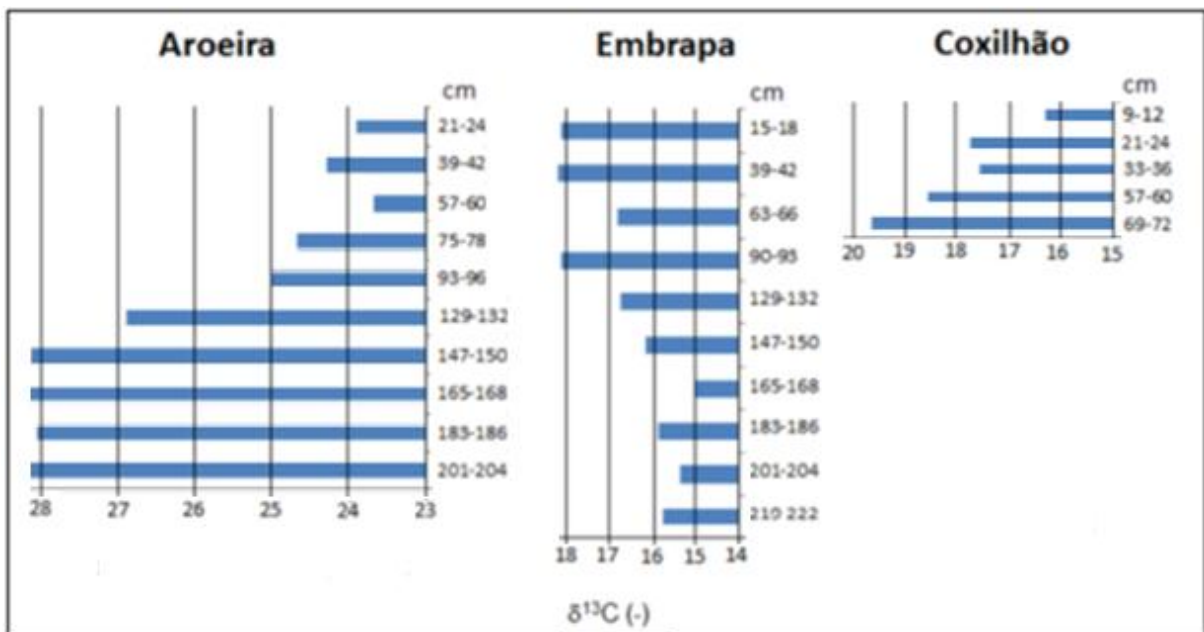 Aroeira
cm
21-24
39-42
57-60
75-78
93-96
129-132
147-150
165-168
183-186
201-204
28 27 26 25 24 23
Embrapa
cm
15-18
39-42
63-66
90-93
129-132
147-150
165-168
183-186
201-204
219 222
18 17 16 15 14
Coxilhão
cm
9-12
21-24
33-36
57-60
69-72
20 19 18 17 16 15
δ¹³C (-)